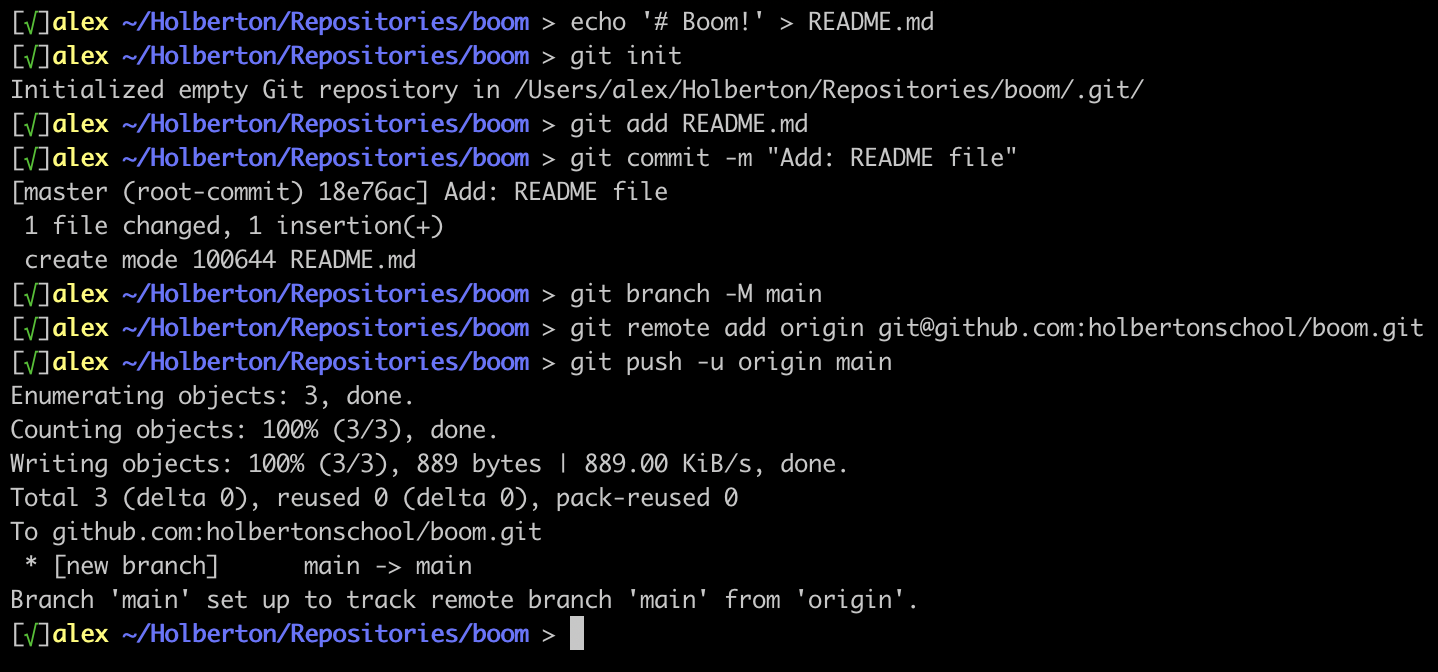 [√]alex ~/Holberton/Repositories/boom > echo '# Boom!' > README.md
[√]alex ~/Holberton/Repositories/boom > git init
Initialized empty Git repository in /Users/alex/Holberton/Repositories/boom/.git/
[√]alex ~/Holberton/Repositories/boom > git add README.md
[√]alex ~/Holberton/Repositories/boom > git commit -m "Add: README file"
[master (root-commit) 18e76ac] Add: README file
 1 file changed, 1 insertion(+)
 create mode 100644 README.md
[√]alex ~/Holberton/Repositories/boom > git branch -M main
[√]alex ~/Holberton/Repositories/boom > git remote add origin git@github.com:holbertonschool/boom.git
[√]alex ~/Holberton/Repositories/boom > git push -u origin main
Enumerating objects: 3, done.
Counting objects: 100% (3/3), done.
Writing objects: 100% (3/3), 889 bytes | 889.00 KiB/s, done.
Total 3 (delta 0), reused 0 (delta 0), pack-reused 0
To github.com:holbertonschool/boom.git
 * [new branch]      main -> main
Branch 'main' set up to track remote branch 'main' from 'origin'.
[√]alex ~/Holberton/Repositories/boom >